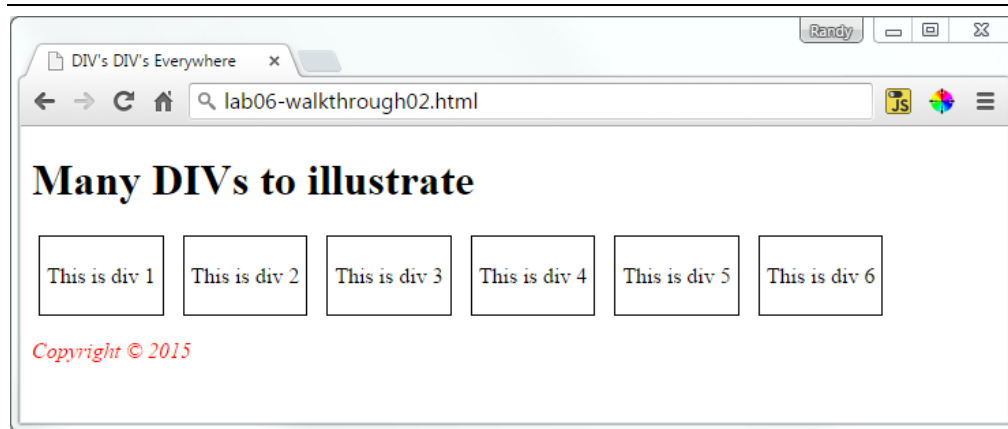 Randy
DIV's DIV's Everywhere
lab06-walkthrough02.html
JS
Many DIVs to illustrate
This is div 1 This is div 2 This is div 3 This is div 4 This is div 5 This is div 6
Copyright © 2015